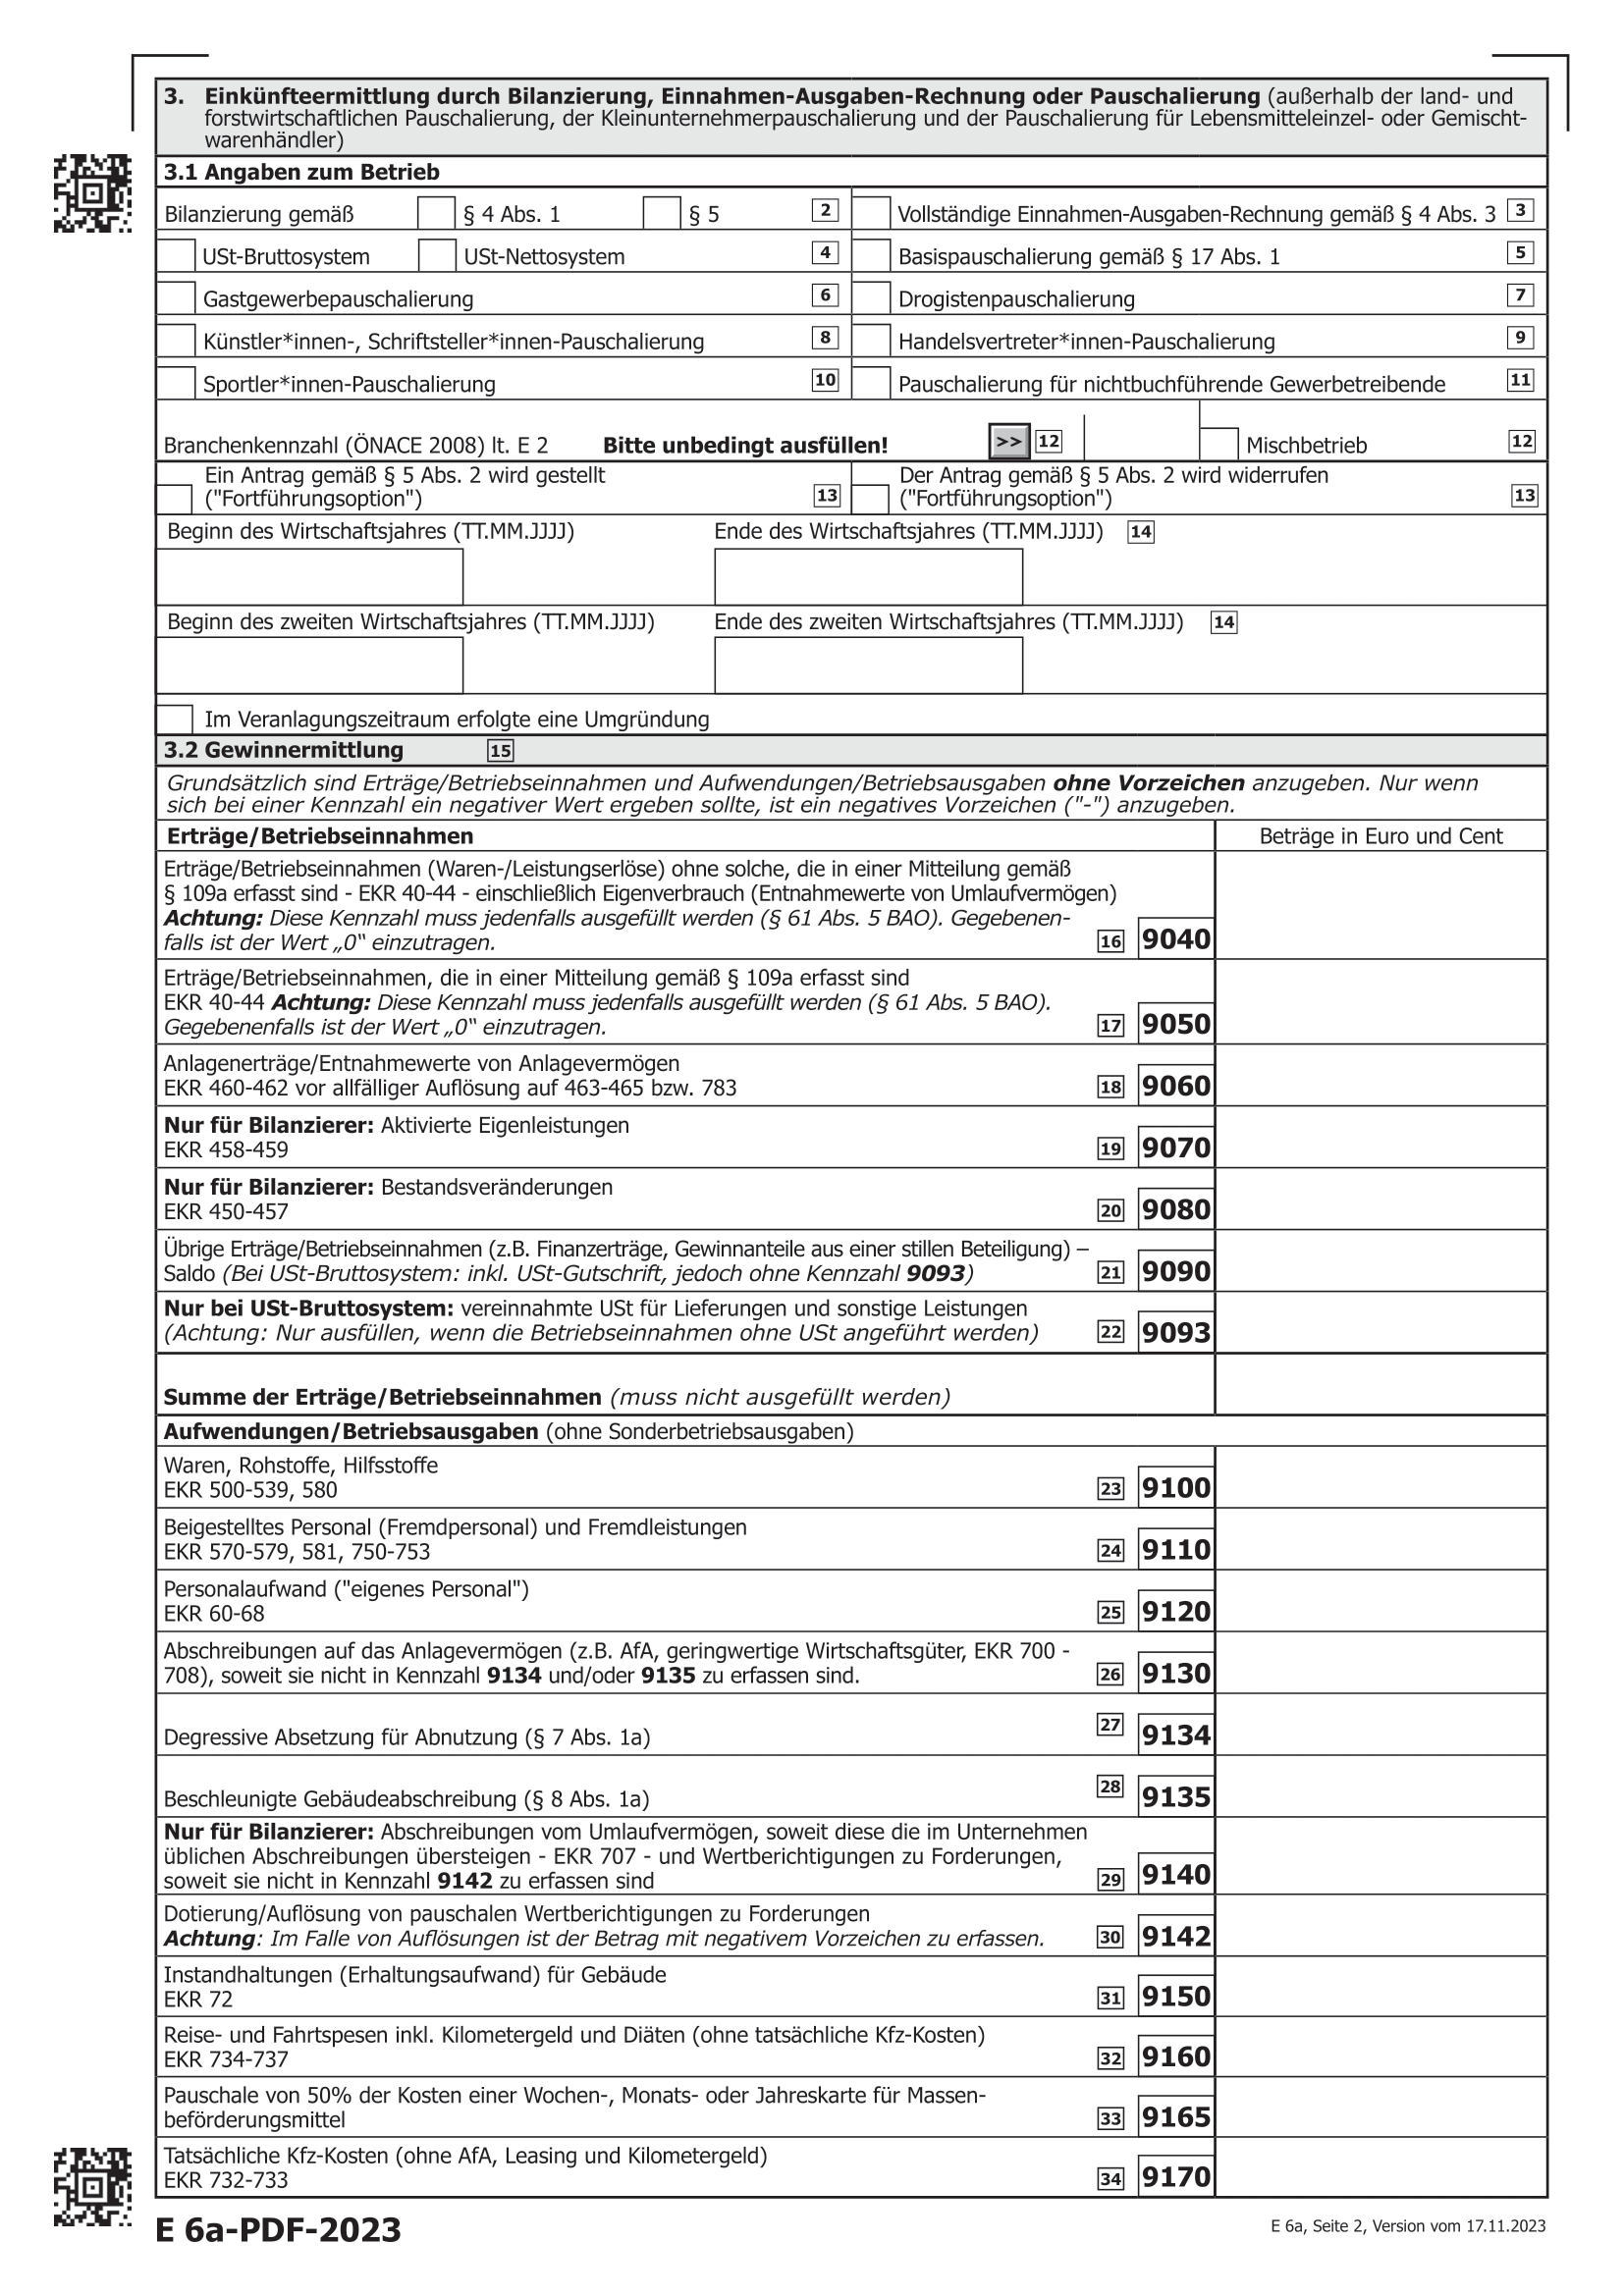 3. Einkünfteermittlung durch Bilanzierung, Einnahmen-Ausgaben-Rechnung oder Pauschalierung (außerhalb der land- und
forstwirtschaftlichen Pauschalierung, der Kleinunternehmerpauschalierung und der Pauschalierung für Lebensmitteleinzel- oder Gemischt-
warenhändler)
3.1 Angaben zum Betrieb
Bilanzierung gemäß § 4 Abs. 1 § 5 2 Vollständige Einnahmen-Ausgaben-Rechnung gemäß § 4 Abs. 3 3
USt-Bruttosystem USt-Nettosystem 4 Basispauschalierung gemäß § 17 Abs. 1 5
Gastgewerbepauschalierung 6 Drogistenpauschalierung 7
Künstler*innen-, Schriftsteller*innen-Pauschalierung 8 Handelsvertreter*innen-Pauschalierung 9
Sportler*innen-Pauschalierung 10 Pauschalierung für nichtbuchführende Gewerbetreibende 11
Branchenkennzahl (ÖNACE 2008) lt. E 2 Bitte unbedingt ausfüllen! >> 12 Mischbetrieb 12
Ein Antrag gemäß § 5 Abs. 2 wird gestellt
("Fortführungsoption") 13
Der Antrag gemäß § 5 Abs. 2 wird widerrufen
("Fortführungsoption") 13
Beginn des Wirtschaftsjahres (TT.MM.JJJJ) Ende des Wirtschaftsjahres (TT.MM.JJJJ) 14
Beginn des zweiten Wirtschaftsjahres (TT.MM.JJJJ) Ende des zweiten Wirtschaftsjahres (TT.MM.JJJJ) 14
Im Veranlagungszeitraum erfolgte eine Umgründung
3.2 Gewinnermittlung 15
Grundsätzlich sind Erträge/Betriebseinnahmen und Aufwendungen/Betriebsausgaben ohne Vorzeichen anzugeben. Nur wenn
sich bei einer Kennzahl ein negativer Wert ergeben sollte, ist ein negatives Vorzeichen ("-") anzugeben.
Erträge/Betriebseinnahmen Beträge in Euro und Cent
Erträge/Betriebseinnahmen (Waren-/Leistungserlöse) ohne solche, die in einer Mitteilung gemäß
§ 109a erfasst sind - EKR 40-44 - einschließlich Eigenverbrauch (Entnahmewerte von Umlaufvermögen)
Achtung: Diese Kennzahl muss jedenfalls ausgefüllt werden (§ 61 Abs. 5 BAO). Gegebenen-
falls ist der Wert „0“ einzutragen. 16 9040
Erträge/Betriebseinnahmen, die in einer Mitteilung gemäß § 109a erfasst sind
EKR 40-44 Achtung: Diese Kennzahl muss jedenfalls ausgefüllt werden (§ 61 Abs. 5 BAO).
Gegebenenfalls ist der Wert „0“ einzutragen. 17 9050
Anlagenerträge/Entnahmewerte von Anlagevermögen
EKR 460-462 vor allfälliger Auflösung auf 463-465 bzw. 783 18 9060
Nur für Bilanzierer: Aktivierte Eigenleistungen
EKR 458-459 19 9070
Nur für Bilanzierer: Bestandsveränderungen
EKR 450-457 20 9080
Übrige Erträge/Betriebseinnahmen (z.B. Finanzerträge, Gewinnanteile aus einer stillen Beteiligung) –
Saldo (Bei USt-Bruttosystem: inkl. USt-Gutschrift, jedoch ohne Kennzahl 9093) 21 9090
Nur bei USt-Bruttosystem: vereinnahmte USt für Lieferungen und sonstige Leistungen
(Achtung: Nur ausfüllen, wenn die Betriebseinnahmen ohne USt angeführt werden) 22 9093
Summe der Erträge/Betriebseinnahmen (muss nicht ausgefüllt werden)
Aufwendungen/Betriebsausgaben (ohne Sonderbetriebsausgaben)
Waren, Rohstoffe, Hilfsstoffe
EKR 500-539, 580 23 9100
Beigestelltes Personal (Fremdpersonal) und Fremdleistungen
EKR 570-579, 581, 750-753 24 9110
Personalaufwand ("eigenes Personal")
EKR 60-68 25 9120
Abschreibungen auf das Anlagevermögen (z.B. AfA, geringwertige Wirtschaftsgüter, EKR 700 -
708), soweit sie nicht in Kennzahl 9134 und/oder 9135 zu erfassen sind. 26 9130
Degressive Absetzung für Abnutzung (§ 7 Abs. 1a) 27 9134
Beschleunigte Gebäudeabschreibung (§ 8 Abs. 1a) 28 9135
Nur für Bilanzierer: Abschreibungen vom Umlaufvermögen, soweit diese die im Unternehmen
üblichen Abschreibungen übersteigen - EKR 707 - und Wertberichtigungen zu Forderungen,
soweit sie nicht in Kennzahl 9142 zu erfassen sind 29 9140
Dotierung/Auflösung von pauschalen Wertberichtigungen zu Forderungen
Achtung: Im Falle von Auflösungen ist der Betrag mit negativem Vorzeichen zu erfassen. 30 9142
Instandhaltungen (Erhaltungsaufwand) für Gebäude
EKR 72 31 9150
Reise- und Fahrtspesen inkl. Kilometergeld und Diäten (ohne tatsächliche Kfz-Kosten)
EKR 734-737 32 9160
Pauschale von 50% der Kosten einer Wochen-, Monats- oder Jahreskarte für Massen-
beförderungsmittel 33 9165
Tatsächliche Kfz-Kosten (ohne AfA, Leasing und Kilometergeld)
EKR 732-733 34 9170
E 6a-PDF-2023 E 6a, Seite 2, Version vom 17.11.2023